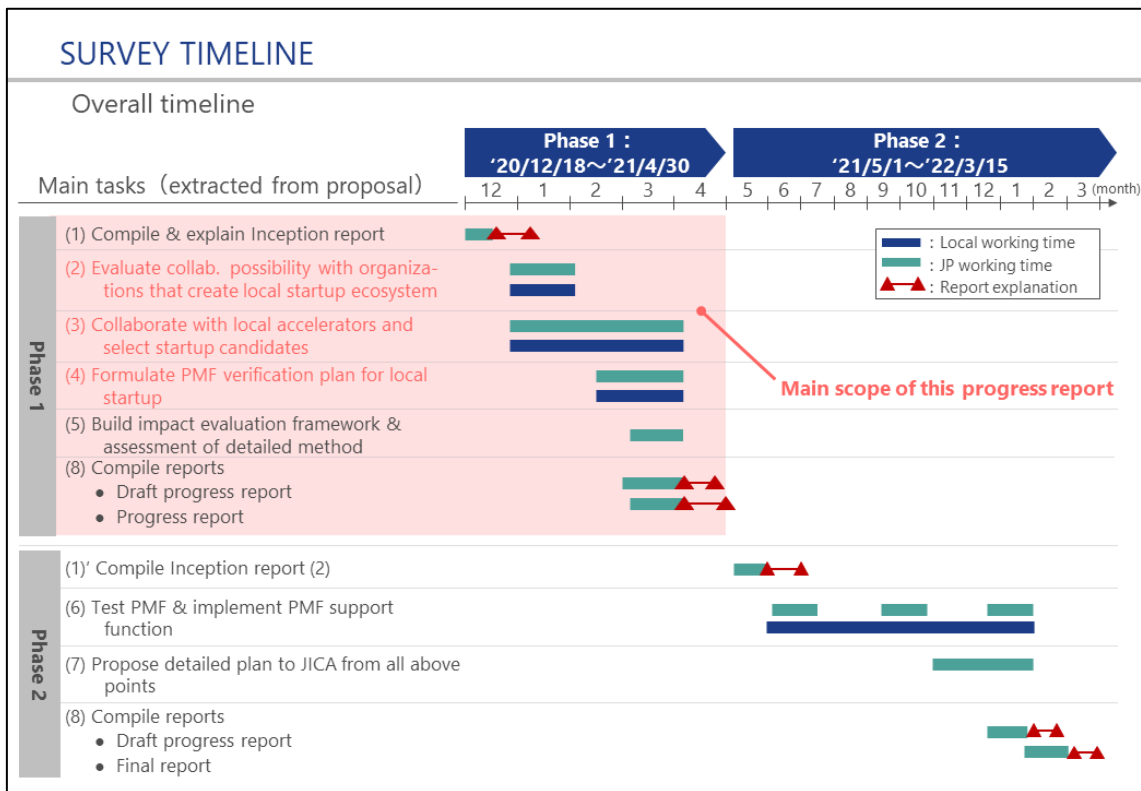 SURVEY TIMELINE
Overall timeline
Phase 1：
‘20/12/18～’21/4/30
Phase 2：
‘21/5/1～’22/3/15
Main tasks（extracted from proposal）
12 1 2 3 4 5 6 7 8 9 10 11 12 1 2 3 (month)
Phase 1
(1) Compile & explain Inception report
(2) Evaluate collab. possibility with organiza-
tions that create local startup ecosystem
(3) Collaborate with local accelerators and
select startup candidates
(4) Formulate PMF verification plan for local
startup
(5) Build impact evaluation framework &
assessment of detailed method
(8) Compile reports
● Draft progress report
● Progress report
: Local working time
: JP working time
: Report explanation
Main scope of this progress report
Phase 2
(1)’ Compile Inception report (2)
(6) Test PMF & implement PMF support
function
(7) Propose detailed plan to JICA from all above
points
(8) Compile reports
● Draft progress report
● Final report